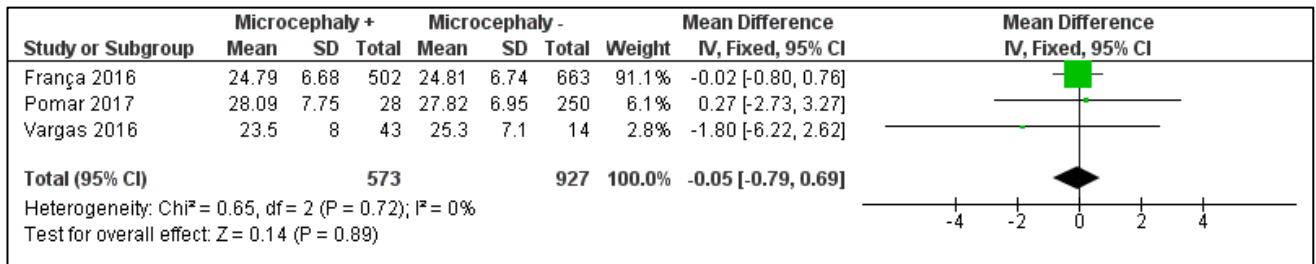 Microcephaly + Microcephaly - Mean Difference Mean Difference
Study or Subgroup Mean SD Total Mean SD Total Weight IV, Fixed, 95% CI IV, Fixed, 95% CI
França 2016 24.79 6.68 502 24.81 6.74 663 91.1% -0.02 [-0.80, 0.76]
Pomar 2017 28.09 7.75 28 27.82 6.95 250 6.1% 0.27 [-2.73, 3.27]
Vargas 2016 23.5 8 43 25.3 7.1 14 2.8% -1.80 [-6.22, 2.62]
Total (95% CI) 573 927 100.0% -0.05 [-0.79, 0.69]
Heterogeneity: Chi² = 0.65, df = 2 (P = 0.72); I² = 0%
Test for overall effect: Z = 0.14 (P = 0.89)
-4 -2 0 2 4